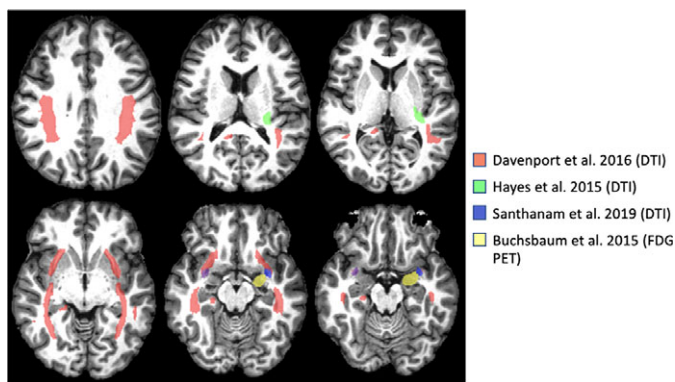 Davenport et al. 2016 (DTI)
Hayes et al. 2015 (DTI)
Santhanam et al. 2019 (DTI)
Buchsbaum et al. 2015 (FDG
PET)